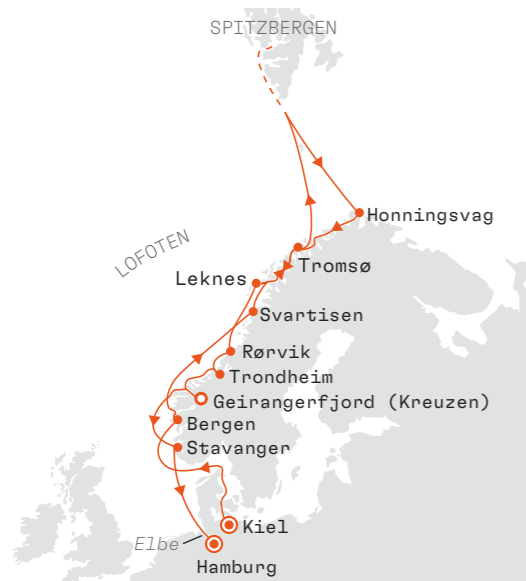 SPITZBERGEN
Honningsvag
LOFOTEN
Tromsø
Leknes
Svartisen
Rørvik
Trondheim
Geirangerfjord (Kreuzen)
Bergen
Stavanger
Kiel
Elbe
Hamburg